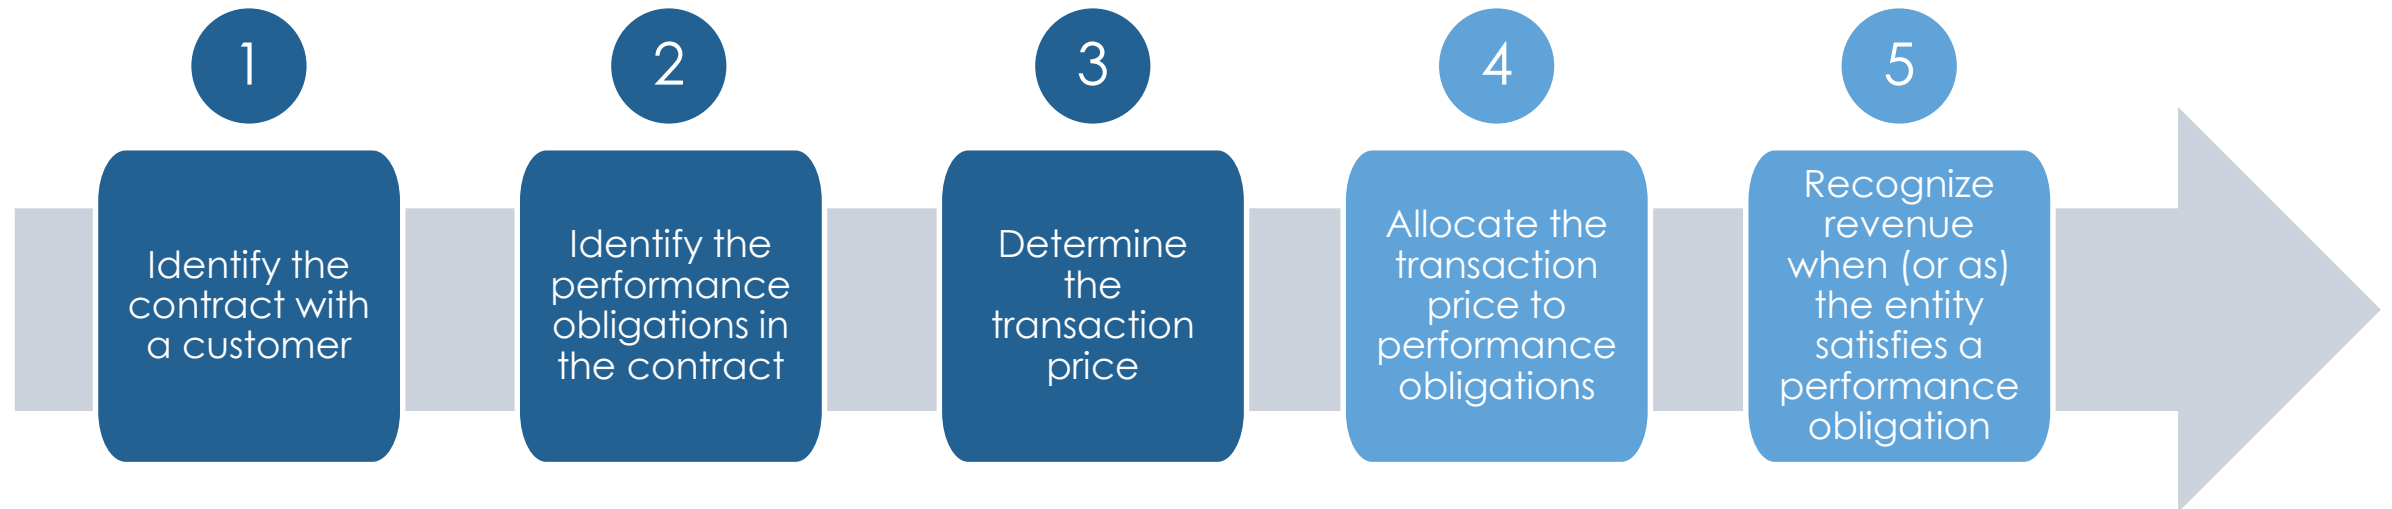 1
Identify the
contract with
a customer
2
Identify the
performance
obligations in
the contract
3
Determine
the
transaction
price
4
Allocate the
transaction
price to
performance
obligations
5
Recognize
revenue
when (or as)
the entity
satisfies a
performance
obligation